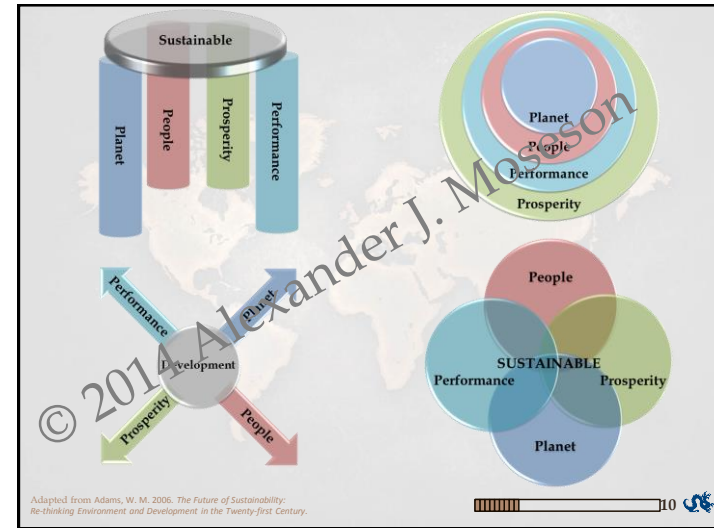 Sustainable
Planet
People
Prosperity
Performance
Planet
People
Performance
Prosperity
Performance
Planet
Development
Prosperity
People
People
SUSTAINABLE
Performance
Prosperity
Planet
© 2014 Alexander J. Moseson
Adapted from Adams, W. M. 2006. The Future of Sustainability:
Re-thinking Environment and Development in the Twenty-first Century.
10